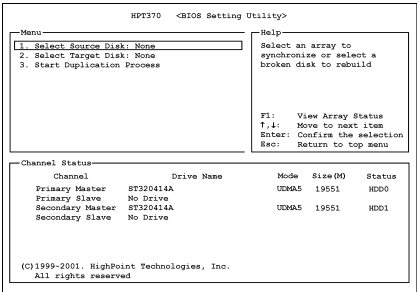 HPT370 <BIOS Setting Utility>
Menu
1. Select Source Disk: None
2. Select Target Disk: None
3. Start Duplication Process
Help
Select an array to
synchronize or select a
broken disk to rebuild
F1: View Array Status
↑,↓: Move to next item
Enter: Confirm the selection
Esc: Return to top menu
Channel Status
Channel Drive Name Mode Size(M) Status
Primary Master ST320414A UDMA5 19551 HDD0
Primary Slave No Drive
Secondary Master ST320414A UDMA5 19551 HDD1
Secondary Slave No Drive
(C)1999-2001. HighPoint Technologies, Inc.
All rights reserved